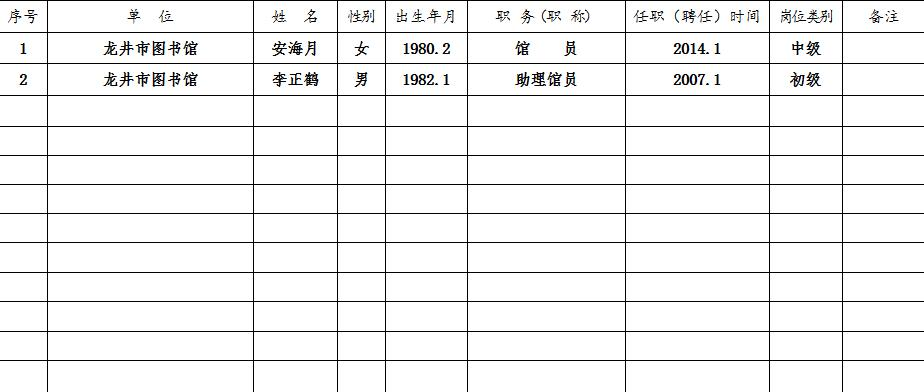 序号 单 位 姓 名 性别 出生年月 职 务(职 称) 任职（聘任）时间 岗位类别 备注
1 龙井市图书馆 安海月 女 1980.2 馆 员 2014.1 中级
2 龙井市图书馆 李正鹤 男 1982.1 助理馆员 2007.1 初级